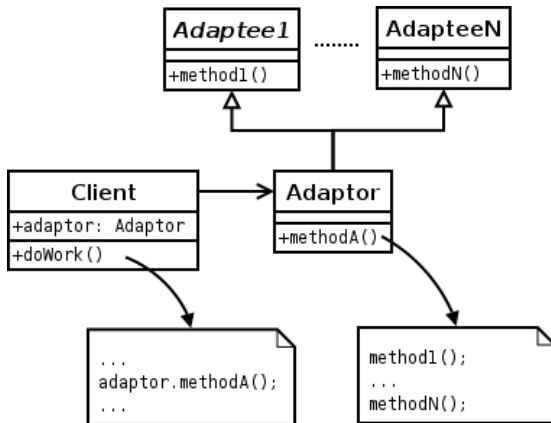 Adaptee1
+method1()
........
AdapteeN
+methodN()
Client
+adaptor: Adaptor
+doWork()
Adaptor
+methodA()
...
adaptor.methodA();
...
method1();
...
methodN();